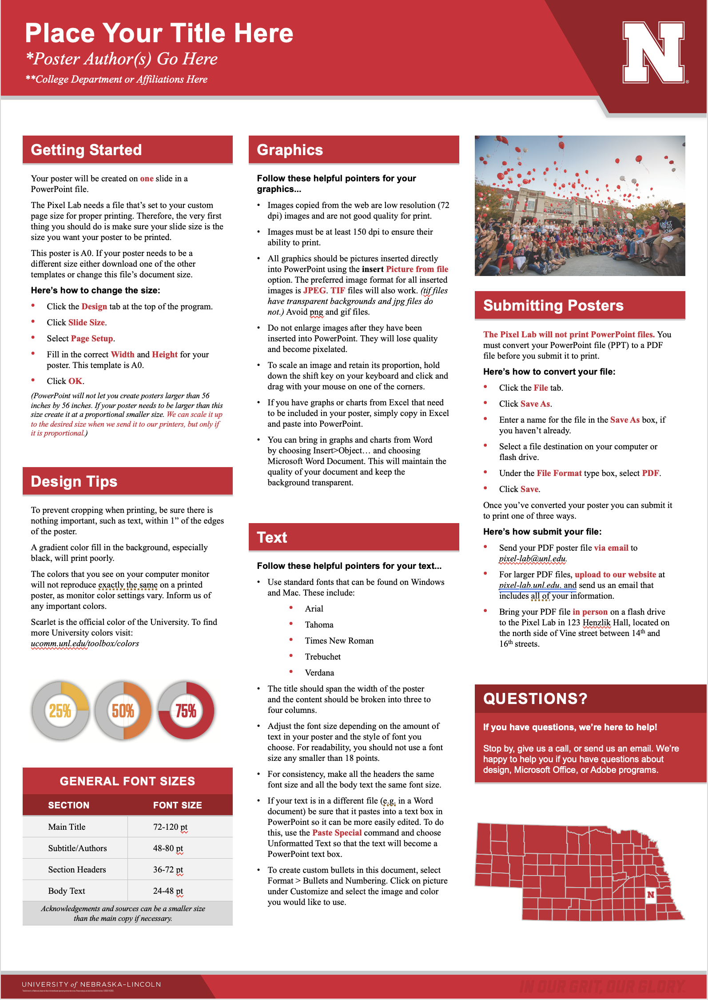 Place Your Title Here
*Poster Author(s) Go Here
**College Department or Affiliations Here
N
®
Getting Started
Your poster will be created on one slide in a
PowerPoint file.
The Pixel Lab needs a file that’s set to your custom
page size for proper printing. Therefore, the very first
thing you should do is make sure your slide size is the
size you want your poster to be printed.
This poster is A0. If your poster needs to be a
different size either download one of the other
templates or change this file’s document size.
Here’s how to change the size:
• Click the Design tab at the top of the program.
• Click Slide Size.
• Select Page Setup.
• Fill in the correct Width and Height for your
poster. This template is A0.
• Click OK.
(PowerPoint will not let you create posters larger than 56
inches by 56 inches. If your poster needs to be larger than this
size create it at a proportional smaller size. We can scale it up
to the desired size when we send it to our printers, but only if
it is proportional.)
Design Tips
To prevent cropping when printing, be sure there is
nothing important, such as text, within 1” of the edges
of the poster.
A gradient color fill in the background, especially
black, will print poorly.
The colors that you see on your computer monitor
will not reproduce exactly the same on a printed
poster, as monitor color settings vary. Inform us of
any important colors.
Scarlet is the official color of the University. To find
more University colors visit:
ucomm.unl.edu/toolbox/colors
25% 50% 75%
GENERAL FONT SIZES
SECTION FONT SIZE
Main Title 72-120 pt
Subtitle/Authors 48-80 pt
Section Headers 36-72 pt
Body Text 24-48 pt
Acknowledgements and sources can be a smaller size
than the main copy if necessary.
Graphics
Follow these helpful pointers for your
graphics...
• Images copied from the web are low resolution (72
dpi) images and are not good quality for print.
• Images must be at least 150 dpi to ensure their
ability to print.
• All graphics should be pictures inserted directly
into PowerPoint using the insert Picture from file
option. The preferred image format for all inserted
images is JPEG. TIF files will also work. (tif files
have transparent backgrounds and jpg files do
not.) Avoid png and gif files.
• Do not enlarge images after they have been
inserted into PowerPoint. They will lose quality
and become pixelated.
• To scale an image and retain its proportion, hold
down the shift key on your keyboard and click and
drag with your mouse on one of the corners.
• If you have graphs or charts from Excel that need
to be included in your poster, simply copy in Excel
and paste into PowerPoint.
• You can bring in graphs and charts from Word
by choosing Insert>Object… and choosing
Microsoft Word Document. This will maintain the
quality of your document and keep the
background transparent.
Text
Follow these helpful pointers for your text...
• Use standard fonts that can be found on Windows
and Mac. These include:
• Arial
• Tahoma
• Times New Roman
• Trebuchet
• Verdana
• The title should span the width of the poster
and the content should be broken into three to
four columns.
• Adjust the font size depending on the amount of
text in your poster and the style of font you
choose. For readability, you should not use a font
size any smaller than 18 points.
• For consistency, make all the headers the same
font size and all the body text the same font size.
• If your text is in a different file (e.g. in a Word
document) be sure that it pastes into a text box in
PowerPoint so it can be more easily edited. To do
this, use the Paste Special command and choose
Unformatted Text so that the text will become a
PowerPoint text box.
• To create custom bullets in this document, select
Format > Bullets and Numbering. Click on picture
under Customize and select the image and color
you would like to use.
Submitting Posters
The Pixel Lab will not print PowerPoint files. You
must convert your PowerPoint file (PPT) to a PDF
file before you submit it to print.
Here’s how to convert your file:
• Click the File tab.
• Click Save As.
• Enter a name for the file in the Save As box, if
you haven’t already.
• Select a file destination on your computer or
flash drive.
• Under the File Format type box, select PDF.
• Click Save.
Once you’ve converted your poster you can submit it
to print one of three ways.
Here’s how submit your file:
• Send your PDF poster file via email to
pixel-lab@unl.edu.
• For larger PDF files, upload to our website at
pixel-lab.unl.edu, and send us an email that
includes all of your information.
• Bring your PDF file in person on a flash drive
to the Pixel Lab in 123 Henzlik Hall, located on
the north side of Vine street between 14th and
16th streets.
QUESTIONS?
If you have questions, we’re here to help!
Stop by, give us a call, or send us an email. We’re
happy to help you if you have questions about
design, Microsoft Office, or Adobe programs.
N
UNIVERSITY of NEBRASKA–LINCOLN
IN OUR GRIT, OUR GLORY.